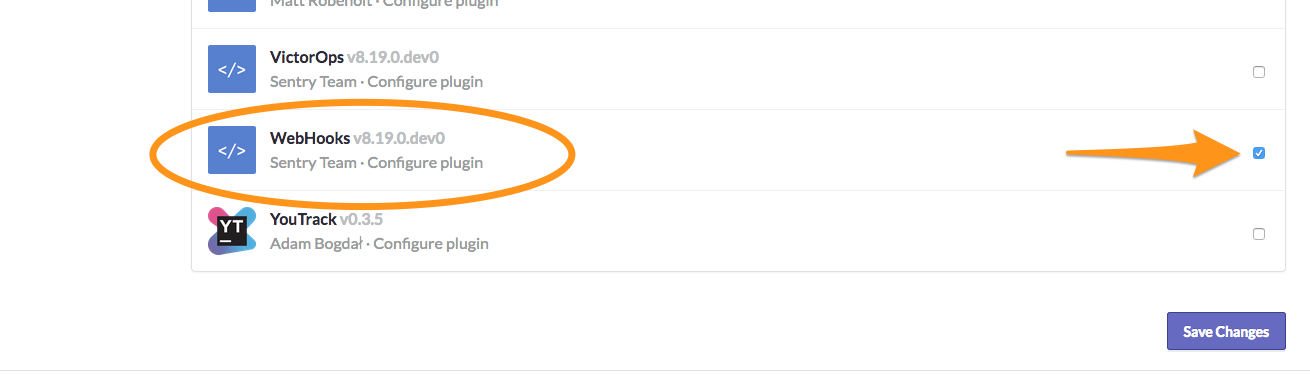 Matt Robenolt · Configure plugin
</>
VictorOps v8.19.0.dev0
Sentry Team · Configure plugin
</>
WebHooks v8.19.0.dev0
Sentry Team · Configure plugin
YT
YouTrack v0.3.5
Adam Bogdał · Configure plugin
Save Changes